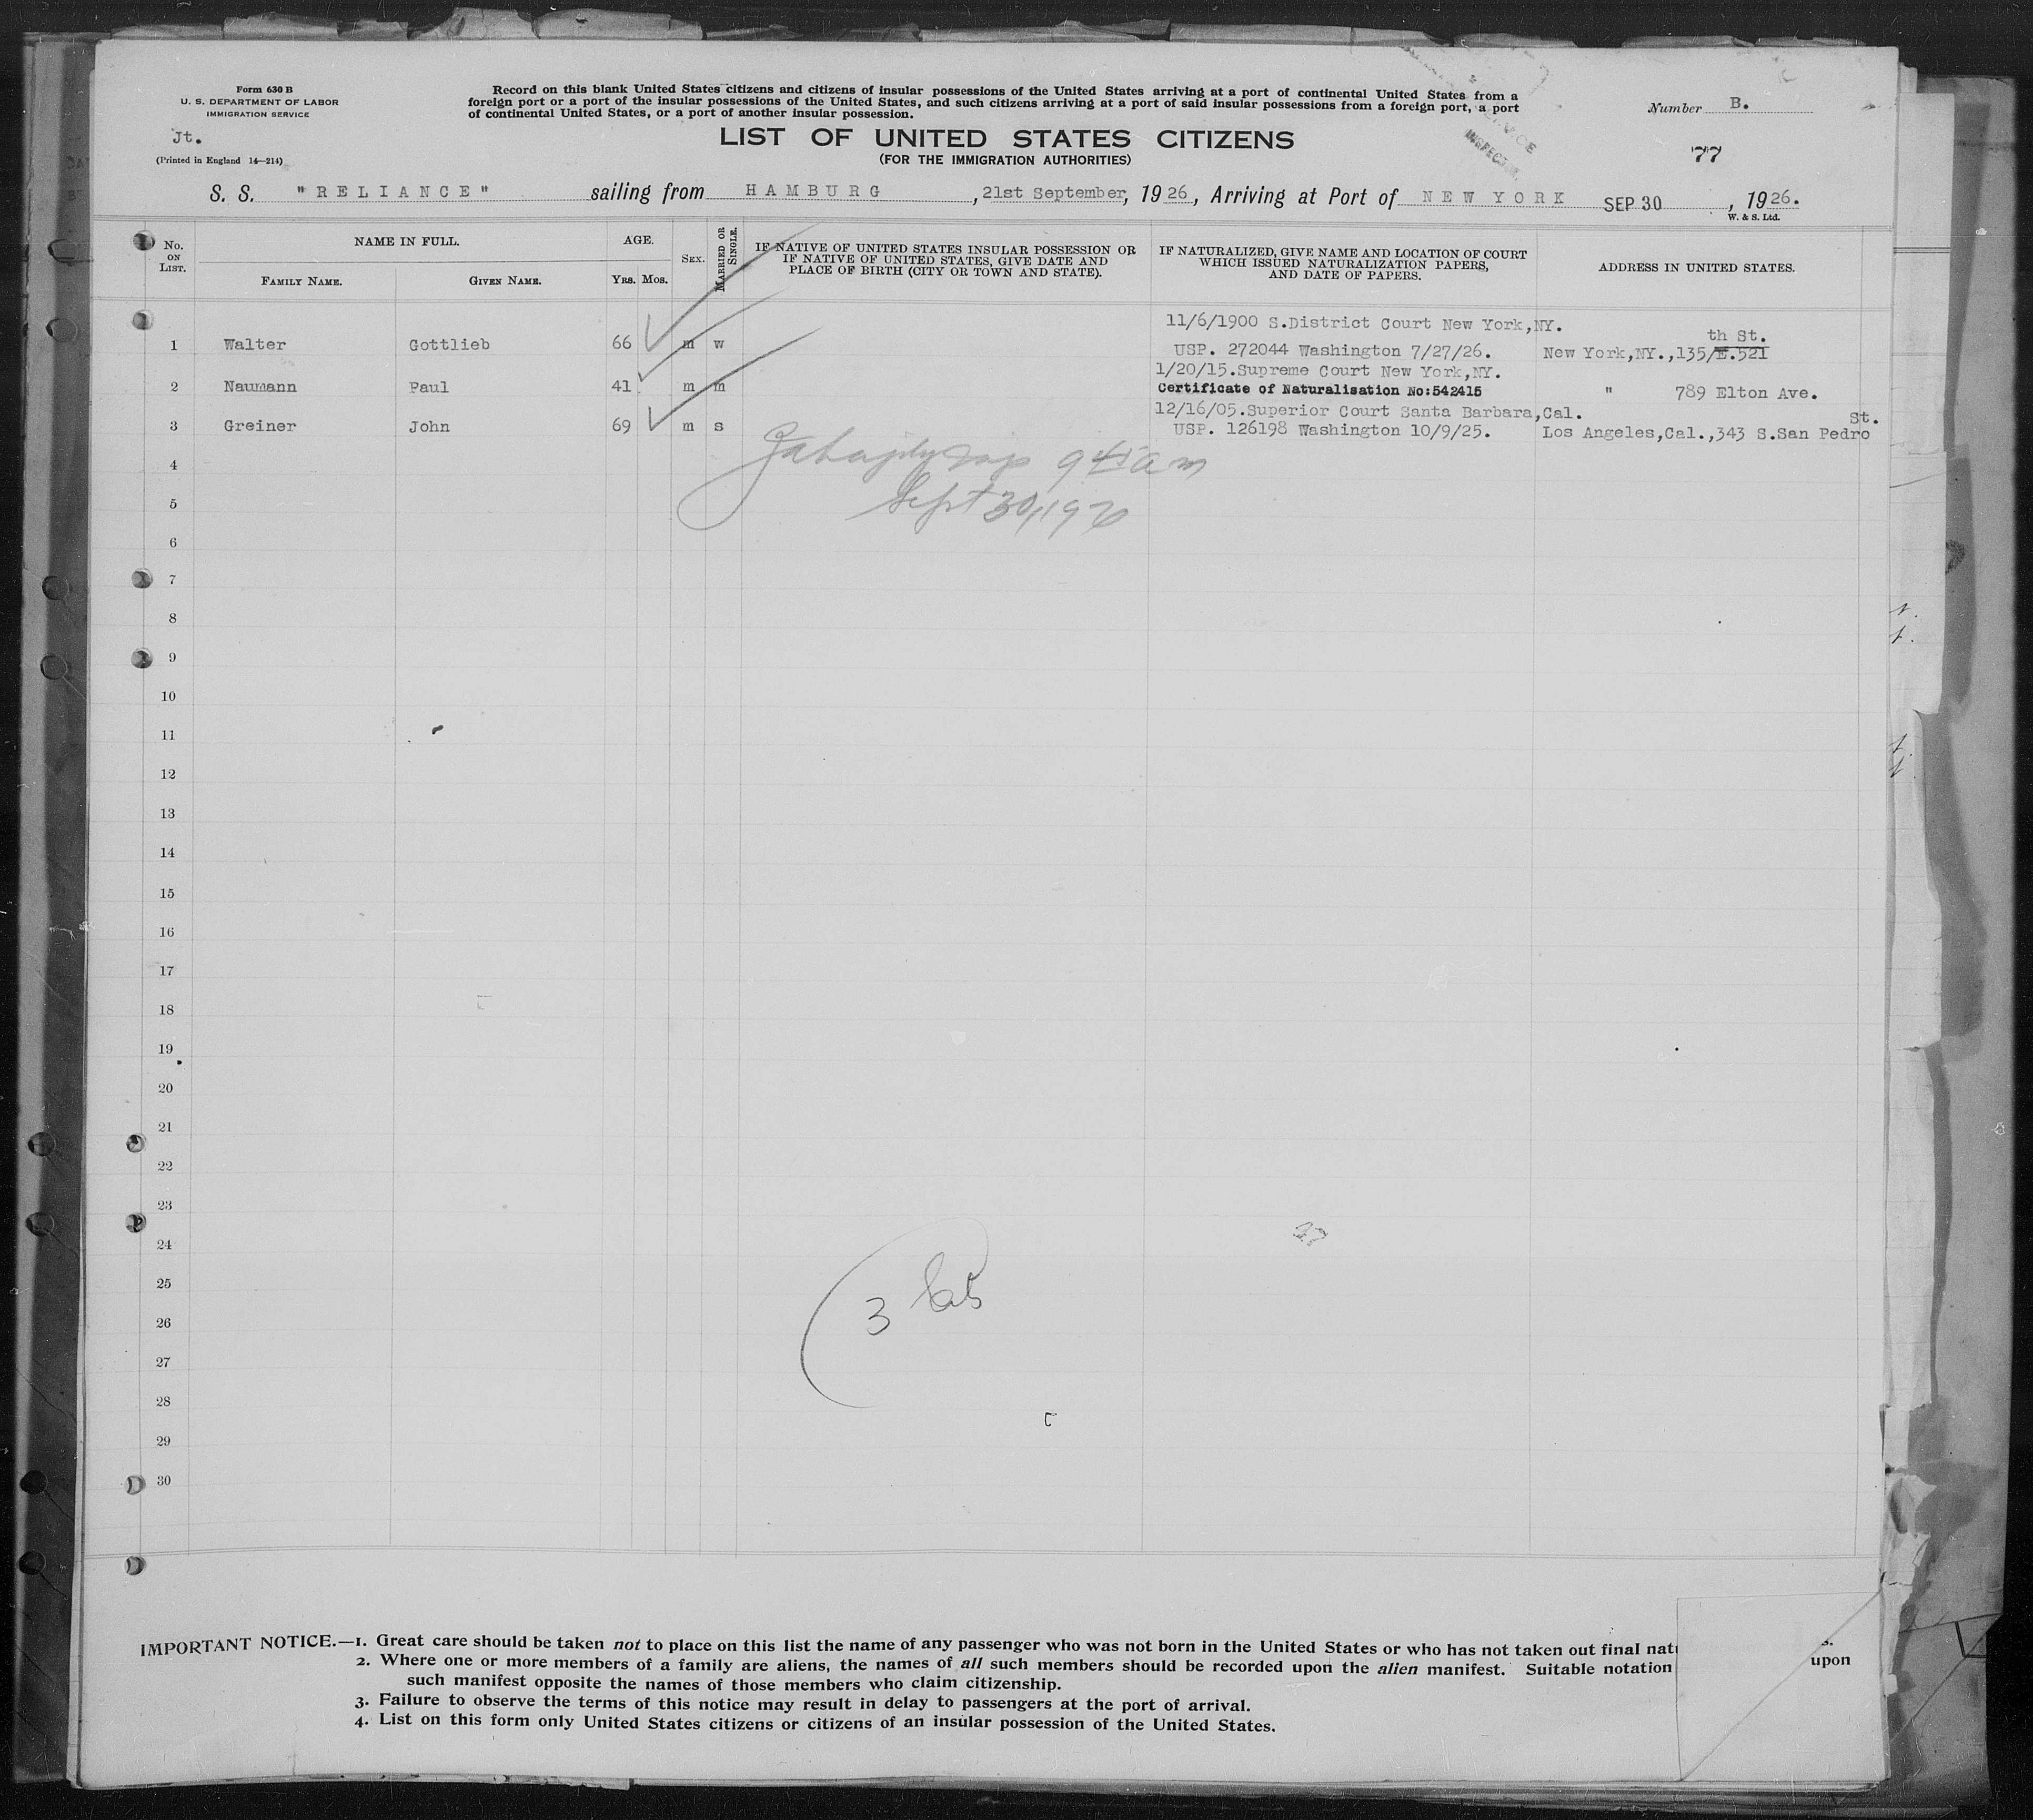 Form 630 B
U. S. DEPARTMENT OF LABOR
IMMIGRATION SERVICE
Jt.
(Printed in England 14—214)
Record on this blank United States citizens and citizens of insular possessions of the United States arriving at a port of continental United States from a
foreign port or a port of the insular possessions of the United States, and such citizens arriving at a port of said insular possessions from a foreign port, a port
of continental United States, or a port of another insular possession.
Number B.
LIST OF UNITED STATES CITIZENS
(FOR THE IMMIGRATION AUTHORITIES)
INSPECTOR.
77
S. S. "RELIANCE" sailing from HAMBURG, 21st September, 1926, Arriving at Port of NEW YORK SEP 30, 1926.
W. & S. Ltd.
No. ON LIST.
NAME IN FULL.
FAMILY NAME. GIVEN NAME.
AGE.
YRS. MOS.
SEX.
MARRIED OR SINGLE.
IF NATIVE OF UNITED STATES INSULAR POSSESSION OR
IF NATIVE OF UNITED STATES, GIVE DATE AND
PLACE OF BIRTH (CITY OR TOWN AND STATE).
IF NATURALIZED, GIVE NAME AND LOCATION OF COURT
WHICH ISSUED NATURALIZATION PAPERS,
AND DATE OF PAPERS.
ADDRESS IN UNITED STATES.
11/6/1900 S.District Court New York,NY.
th St.
1 Walter Gottlieb 66 m w USP. 272044 Washington 7/27/26. New York,NY.,135/E.521
1/20/15.Supreme Court New York,NY.
2 Naumann Paul 41 m m Certificate of Naturalisation No:542415 " 789 Elton Ave.
12/16/05.Superior Court Santa Barbara,Cal.
St.
3 Greiner John 69 m s USP. 126198 Washington 10/9/25. Los Angeles,Cal.,343 S.San Pedro
4 9 45 am
5 Sept 30, 1926
6
7
8
9
10
11
12
13
14
15
16
17
18
19
20
21
22
23
24
25
26 3
27
28
29
30
IMPORTANT NOTICE.—1. Great care should be taken not to place on this list the name of any passenger who was not born in the United States or who has not taken out final
2. Where one or more members of a family are aliens, the names of all such members should be recorded upon the alien manifest. Suitable notation upon
such manifest opposite the names of those members who claim citizenship.
3. Failure to observe the terms of this notice may result in delay to passengers at the port of arrival.
4. List on this form only United States citizens or citizens of an insular possession of the United States.